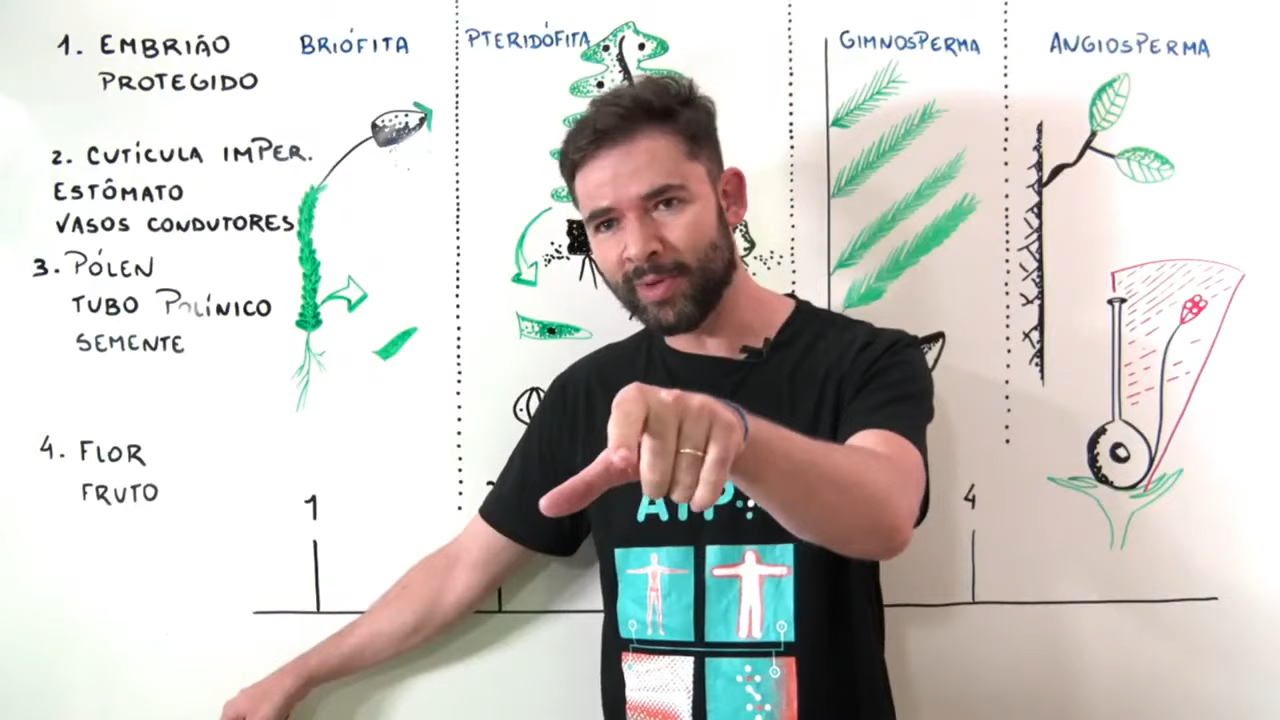 1. EMBRIÃO
PROTEGIDO
2. CUTÍCULA IMPER.
ESTÔMATO
VASOS CONDUTORES
3. PÓLEN
TUBO POLÍNICO
SEMENTE
4. FLOR
FRUTO
BRIÓFITA
PTERIDÓFITA
GIMNOSPERMA
ANGIOSPERMA
1
4
ATP